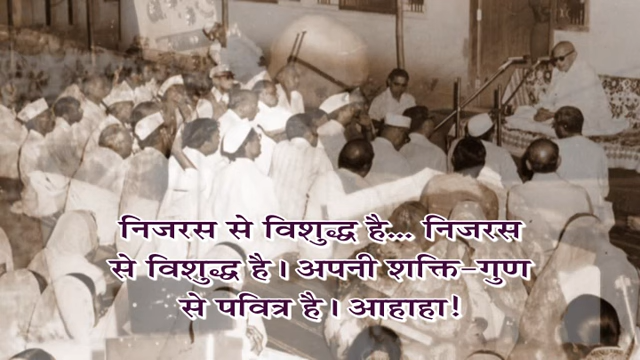 निजरस से विशुद्ध है... निजरस
से विशुद्ध है। अपनी शक्ति-गुण
से पवित्र है। आहाहा!